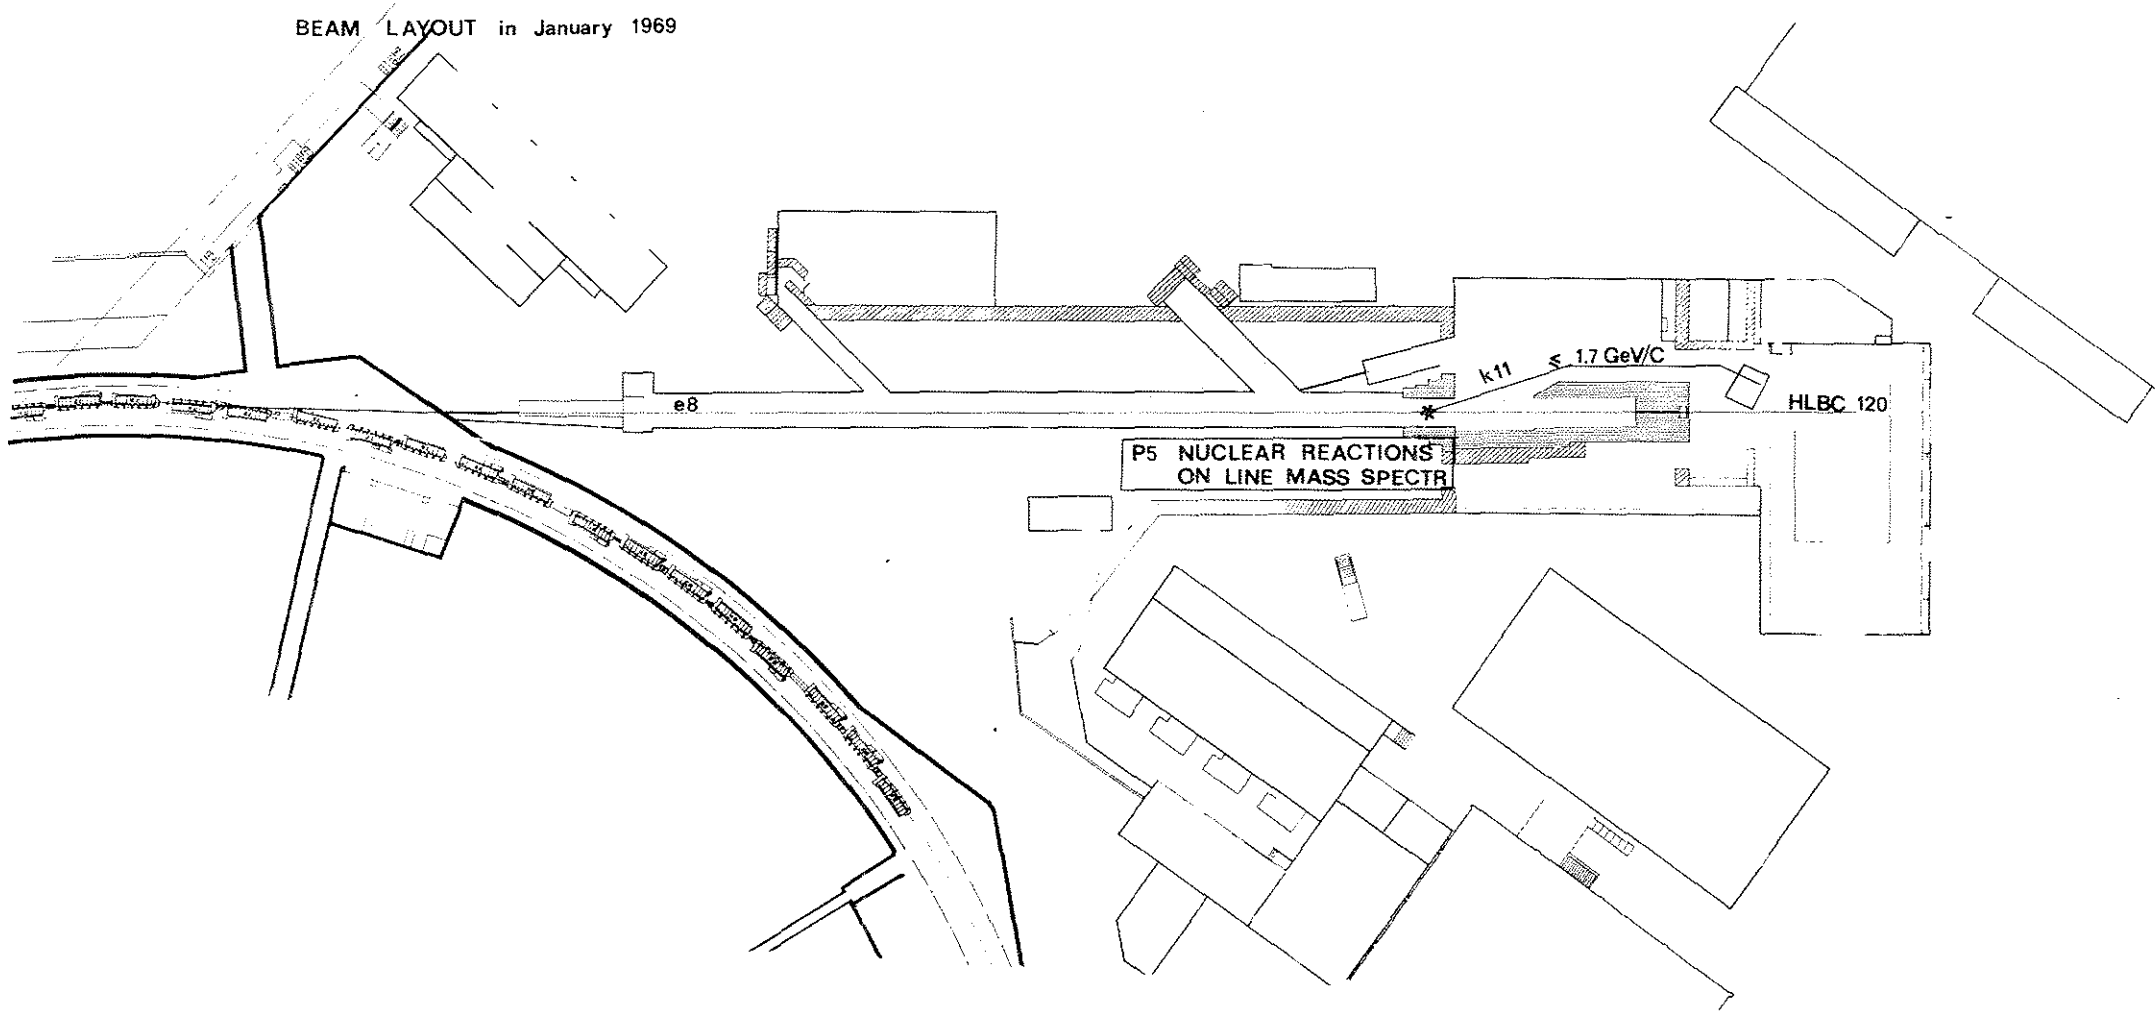 BEAM LAYOUT in January 1969
k11
≤ 1.7 GeV/C
e8
HLBC 120
P5 NUCLEAR REACTIONS
ON LINE MASS SPECTR